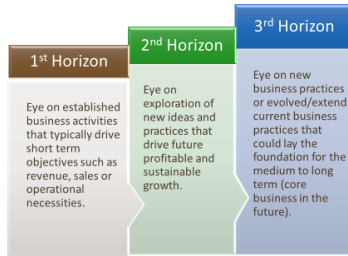 1st Horizon
Eye on established
business activities
that typically drive
short term
objectives such as
revenue, sales or
operational
necessities.
2nd Horizon
Eye on
exploration of
new ideas and
practices that
drive future
profitable and
sustainable
growth.
3rd Horizon
Eye on new
business practices
or evolved/extend
current business
practices that
could lay the
foundation for the
medium to long
term (core
business in the
future).